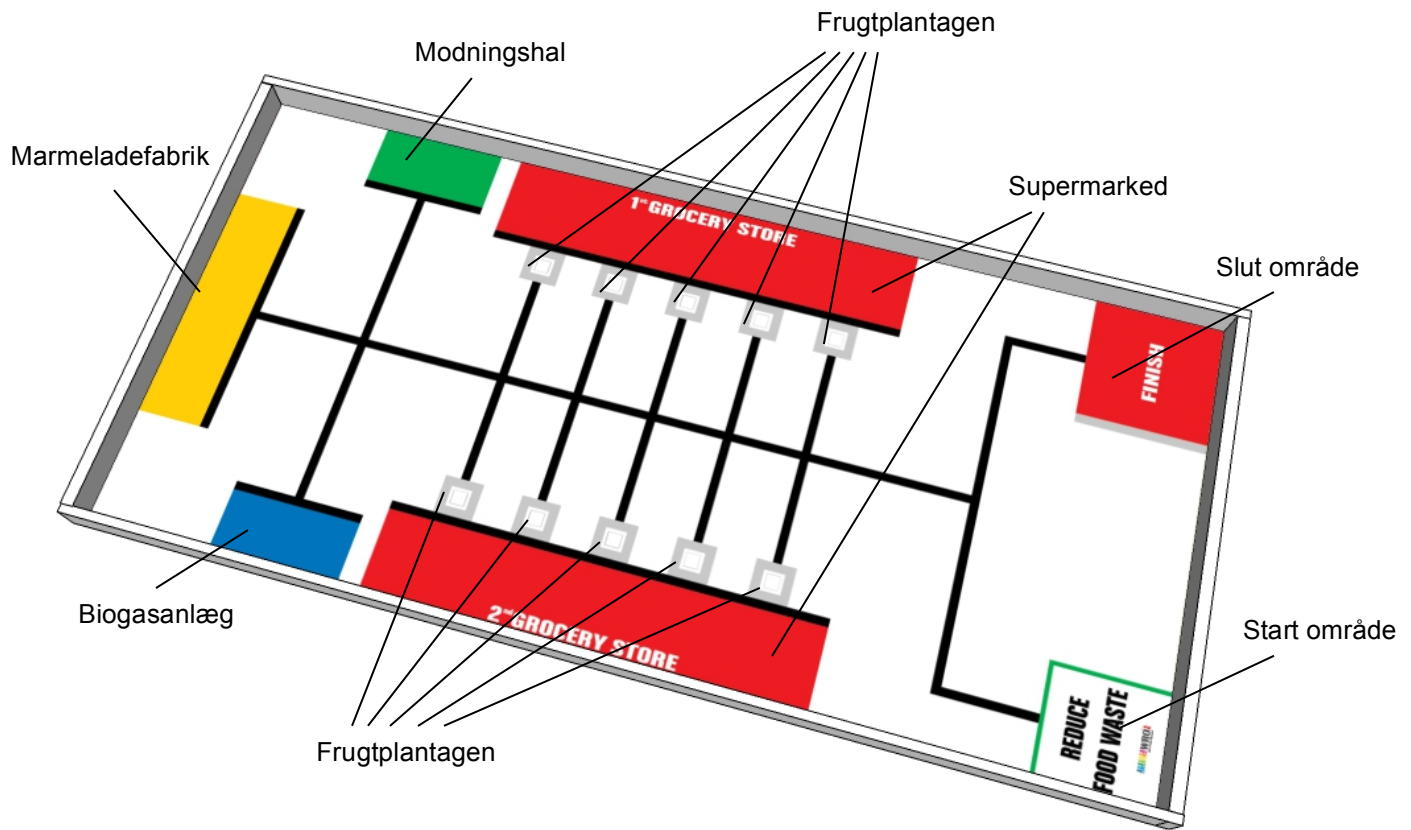 Frugtplantagen
Modningshal
Marmeladefabrik
Supermarked
1st GROCERY STORE
Slut område
FINISH
Biogasanlæg
2nd GROCERY STORE
Start område
REDUCE
FOOD WASTE
WRO
Frugtplantagen